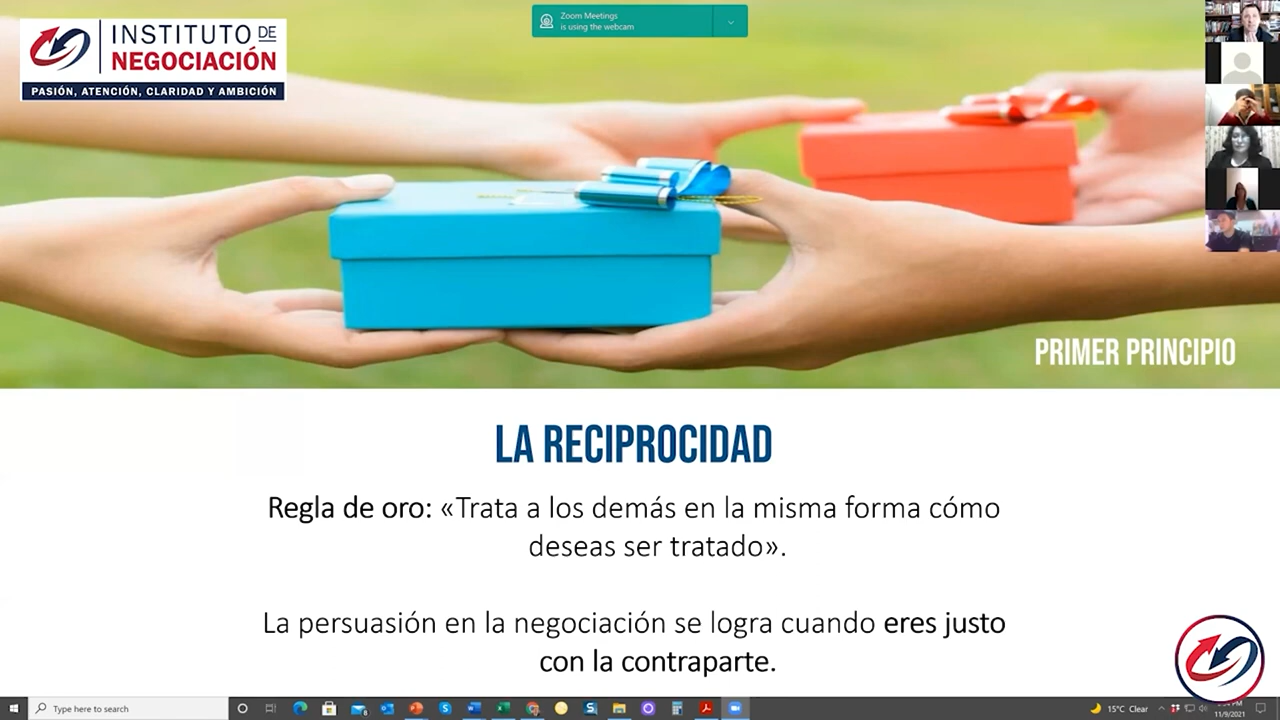 INSTITUTO DE
NEGOCIACIÓN
PASIÓN, ATENCIÓN, CLARIDAD Y AMBICIÓN
Zoom Meetings
is using the webcam
PRIMER PRINCIPIO
LA RECIPROCIDAD
Regla de oro: «Trata a los demás en la misma forma cómo
deseas ser tratado».
La persuasión en la negociación se logra cuando eres justo
con la contraparte.
Type here to search
15°C Clear
11/9/2021